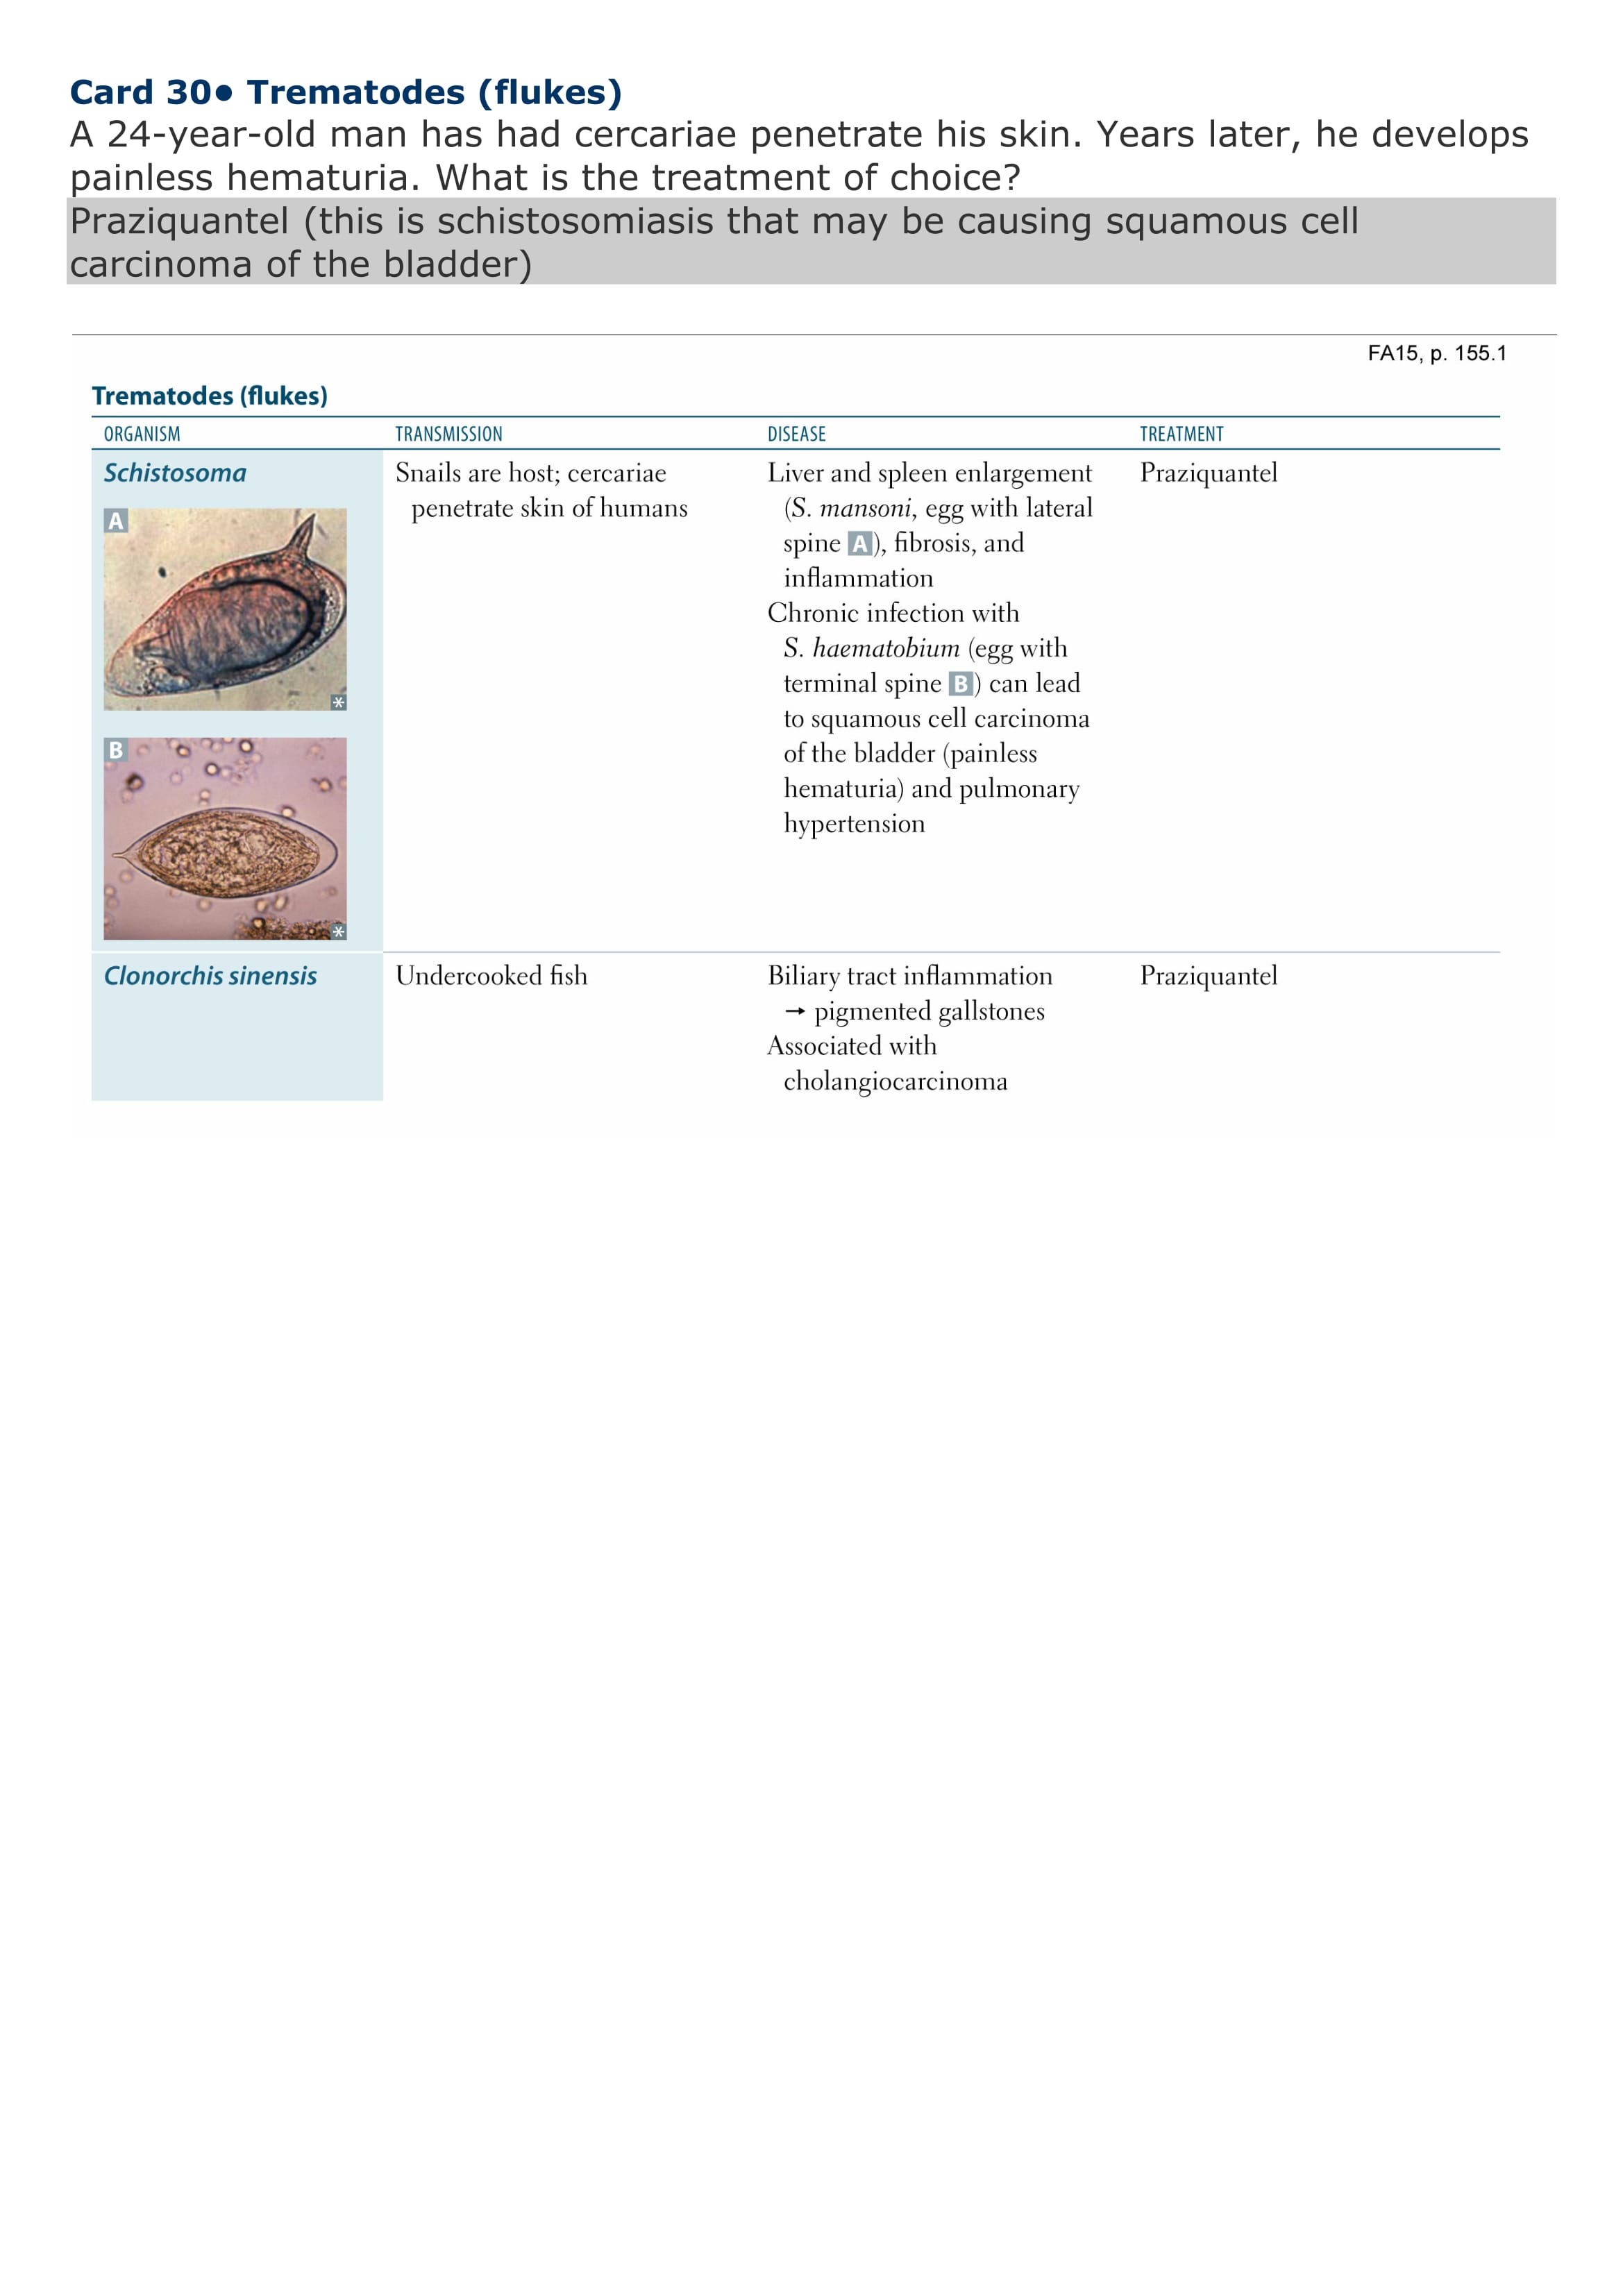 Card 30● Trematodes (flukes)
A 24-year-old man has had cercariae penetrate his skin. Years later, he develops
painless hematuria. What is the treatment of choice?
Praziquantel (this is schistosomiasis that may be causing squamous cell
carcinoma of the bladder)
FA15, p. 155.1
Trematodes (flukes)
ORGANISM TRANSMISSION DISEASE TREATMENT
Schistosoma
A
*
B
*
Snails are host; cercariae
penetrate skin of humans
Liver and spleen enlargement
(S. mansoni, egg with lateral
spine A), fibrosis, and
inflammation
Chronic infection with
S. haematobium (egg with
terminal spine B) can lead
to squamous cell carcinoma
of the bladder (painless
hematuria) and pulmonary
hypertension
Praziquantel
Clonorchis sinensis
Undercooked fish
Biliary tract inflammation
→ pigmented gallstones
Associated with
cholangiocarcinoma
Praziquantel